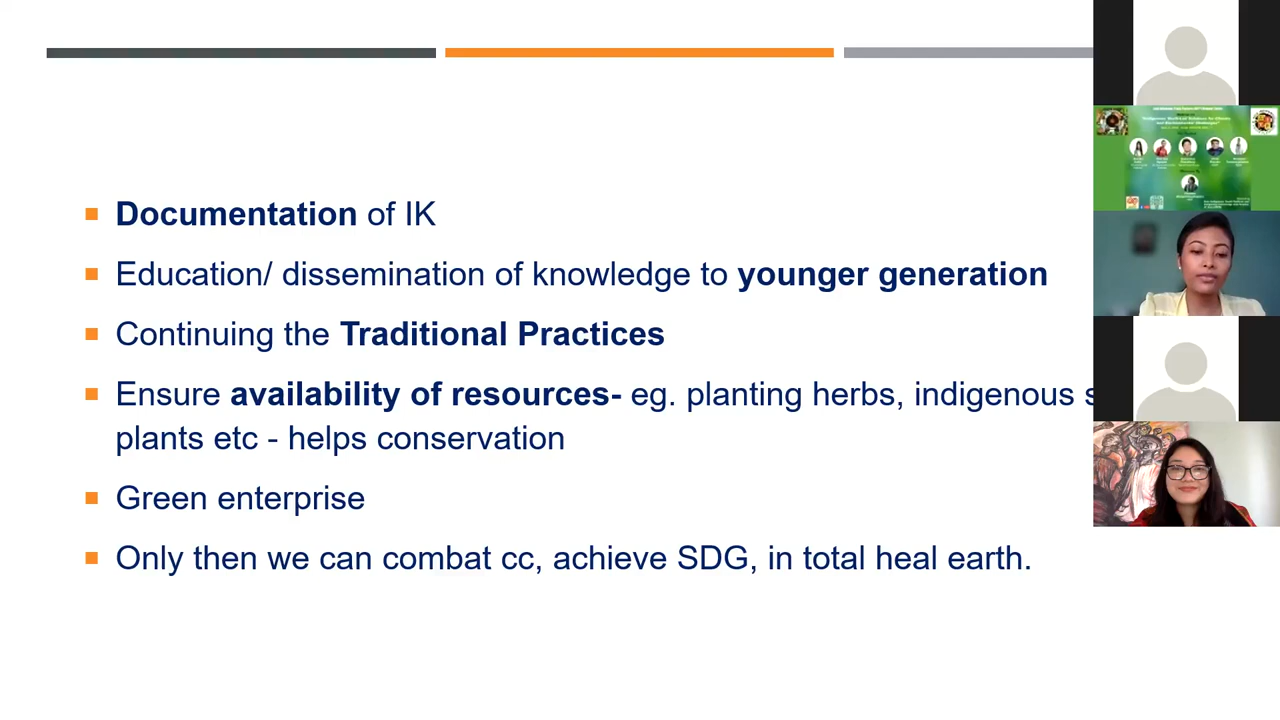 Documentation of IK
Education/ dissemination of knowledge to younger generation
Continuing the Traditional Practices
Ensure availability of resources- eg. planting herbs, indigenous
plants etc - helps conservation
Green enterprise
Only then we can combat cc, achieve SDG, in total heal earth.